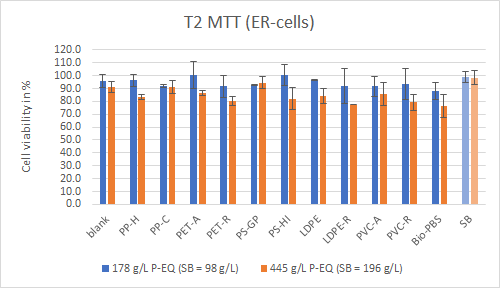 T2 MTT (ER-cells)
Cell viability in %
120.0
110.0
100.0
90.0
80.0
70.0
60.0
50.0
40.0
30.0
20.0
10.0
0.0
blank
PP-H
PP-C
PET-A
PET-R
PS-GP
PS-HI
LDPE
LDPE-R
PVC-A
PVC-R
Bio-PBS
SB
178 g/L P-EQ (SB = 98 g/L)
445 g/L P-EQ (SB = 196 g/L)